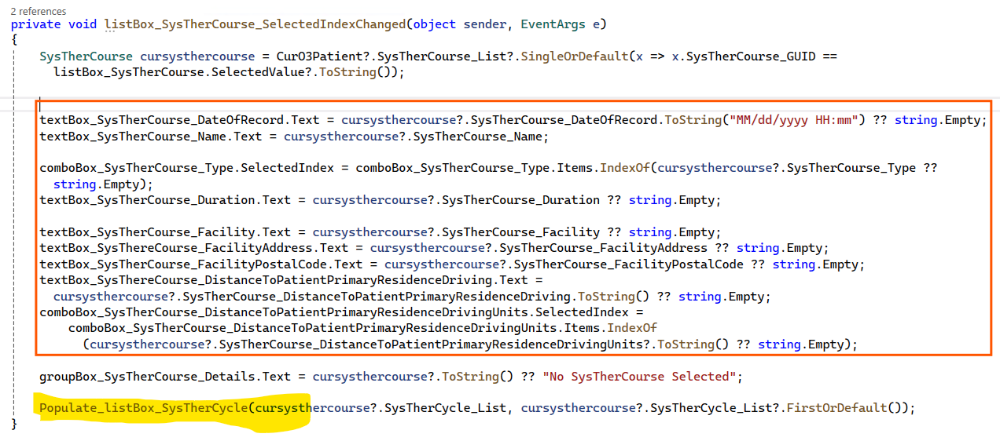 2 references
private void listBox_SysTherCourse_SelectedIndexChanged(object sender, EventArgs e)
{
SysTherCourse cursysthercourse = CurO3Patient?.SysTherCourse_List?.SingleOrDefault(x => x.SysTherCourse_GUID ==
listBox_SysTherCourse.SelectedValue?.ToString());
textBox_SysTherCourse_DateOfRecord.Text = cursysthercourse?.SysTherCourse_DateOfRecord.ToString("MM/dd/yyyy HH:mm") ?? string.Empty;
textBox_SysTherCourse_Name.Text = cursysthercourse?.SysTherCourse_Name;
comboBox_SysTherCourse_Type.SelectedIndex = comboBox_SysTherCourse_Type.Items.IndexOf(cursysthercourse?.SysTherCourse_Type ??
string.Empty);
textBox_SysTherCourse_Duration.Text = cursysthercourse?.SysTherCourse_Duration ?? string.Empty;
textBox_SysTherCourse_Facility.Text = cursysthercourse?.SysTherCourse_Facility ?? string.Empty;
textBox_SysThereCourse_FacilityAddress.Text = cursysthercourse?.SysTherCourse_FacilityAddress ?? string.Empty;
textBox_SysTherCourse_FacilityPostalCode.Text = cursysthercourse?.SysTherCourse_FacilityPostalCode ?? string.Empty;
textBox_SysThereCourse_DistanceToPatientPrimaryResidenceDriving.Text =
cursysthercourse?.SysTherCourse_DistanceToPatientPrimaryResidenceDriving.ToString() ?? string.Empty;
comboBox_SysTherCourse_DistanceToPatientPrimaryResidenceDrivingUnits.SelectedIndex =
comboBox_SysTherCourse_DistanceToPatientPrimaryResidenceDrivingUnits.Items.IndexOf
(cursysthercourse?.SysTherCourse_DistanceToPatientPrimaryResidenceDrivingUnits?.ToString() ?? string.Empty);
groupBox_SysTherCourse_Details.Text = cursysthercourse?.ToString() ?? "No SysTherCourse Selected";
Populate_listBox_SysTherCycle(cursysthercourse?.SysTherCycle_List, cursysthercourse?.SysTherCycle_List?.FirstOrDefault());
}